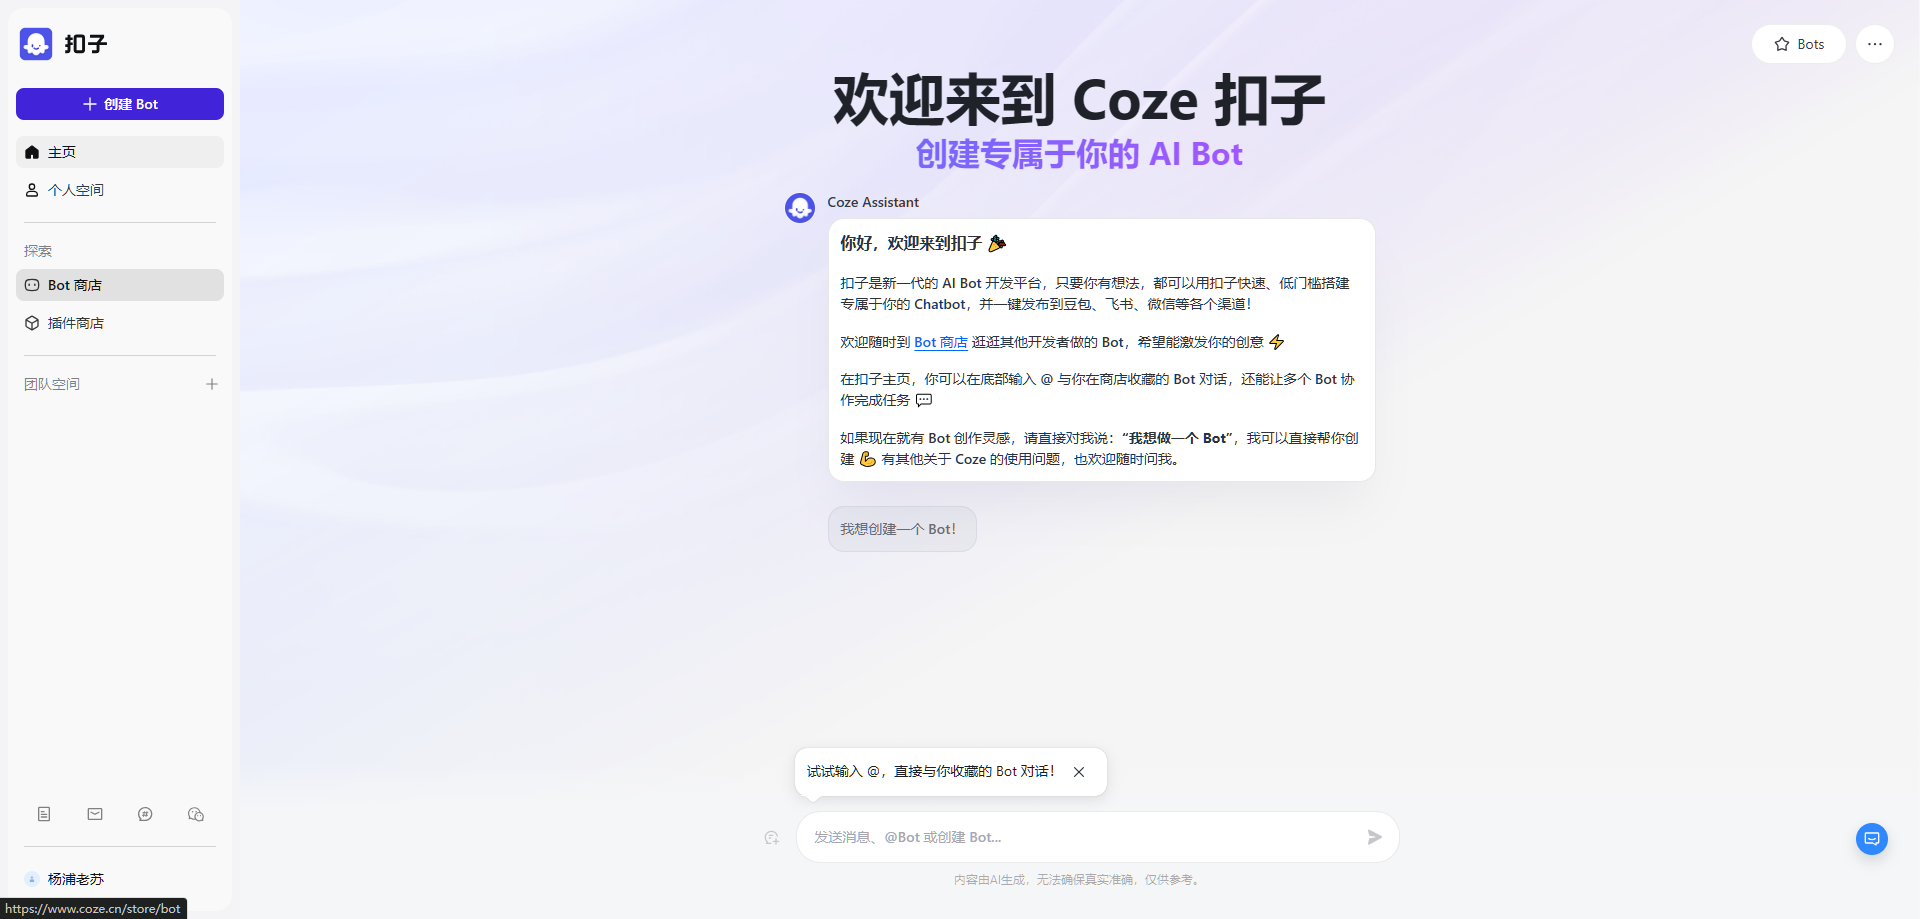 扣子
创建 Bot
主页
个人空间
探索
Bot 商店
插件商店
团队空间
杨浦老苏
https://www.coze.cn/store/bot
Bots
欢迎来到 Coze 扣子
创建专属于你的 AI Bot
Coze Assistant
你好，欢迎来到扣子 🎉
扣子是新一代的 AI Bot 开发平台，只要你有想法，都可以用扣子快速、低门槛搭建
专属于你的 Chatbot，并一键发布到豆包、飞书、微信等各个渠道！
欢迎随时到 Bot 商店 逛逛其他开发者做的 Bot，希望能激发你的创意 ⚡
在扣子主页，你可以在底部输入 @ 与你在商店收藏的 Bot 对话，还能让多个 Bot 协
作完成任务 💬
如果现在就有 Bot 创作灵感，请直接对我说：“我想做一个 Bot”，我可以直接帮你创
建 💪 有其他关于 Coze 的使用问题，也欢迎随时问我。
我想创建一个 Bot！
试试输入 @，直接与你收藏的 Bot 对话！
发送消息、@Bot 或创建 Bot...
内容由AI生成，无法确保真实准确，仅供参考。